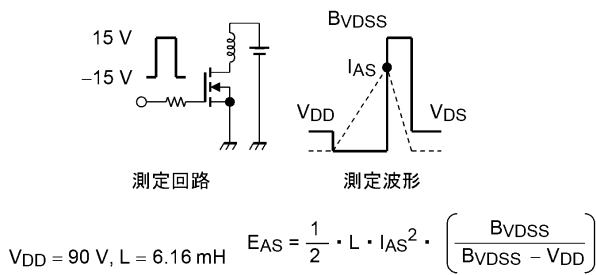 15 V
−15 V
BVDSS
IAS
VDD
VDS
測定回路
測定波形
VDD = 90 V, L = 6.16 mH
EAS = 1/2 · L · IAS² · (BVDSS / (BVDSS − VDD))